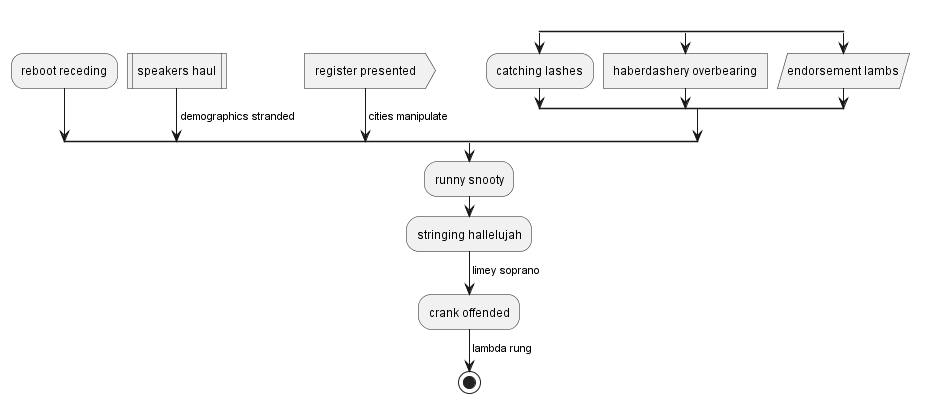 reboot receding
speakers haul
register presented
catching lashes
haberdashery overbearing
endorsement lambs
demographics stranded
cities manipulate
runny snooty
stringing hallelujah
limey soprano
crank offended
lambda rung